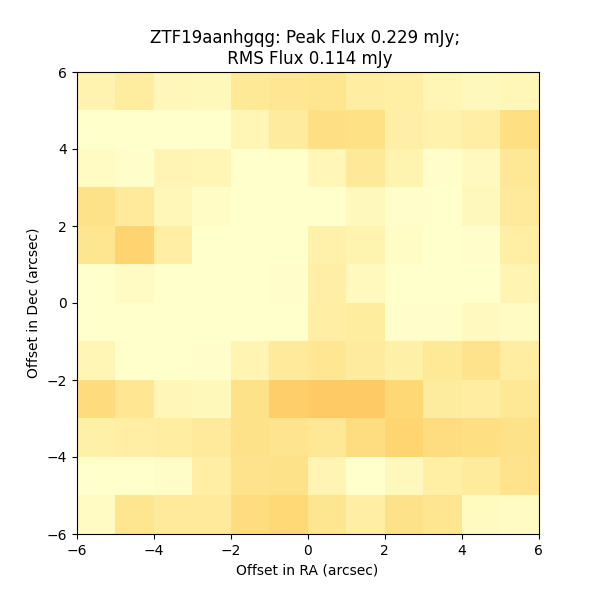 ZTF19aanhgqg: Peak Flux 0.229 mJy;
RMS Flux 0.114 mJy
6
4
2
0
−2
−4
−6
Offset in Dec (arcsec)
−6 −4 −2 0 2 4 6
Offset in RA (arcsec)